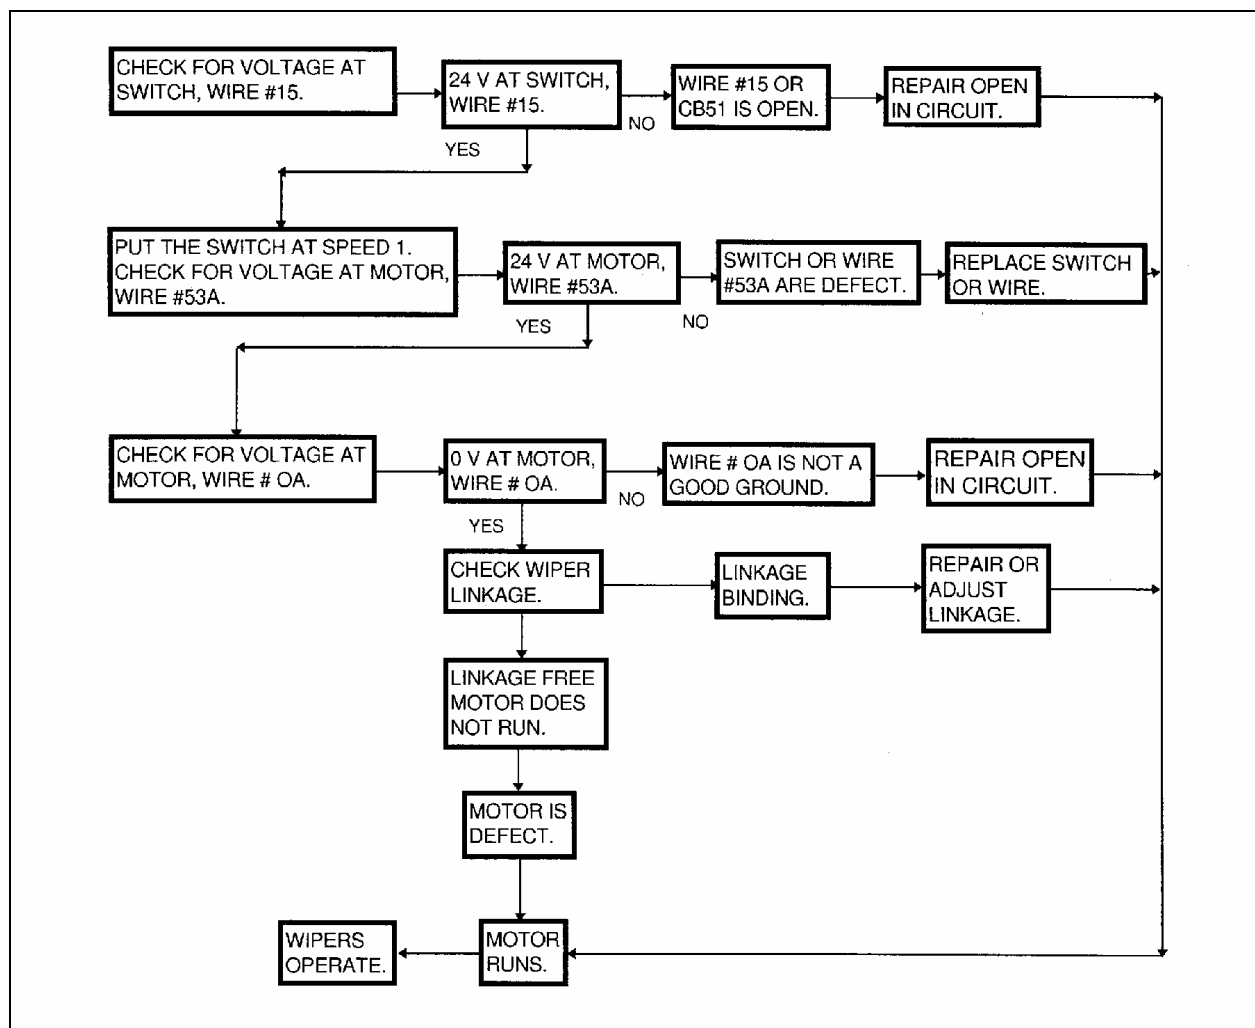 CHECK FOR VOLTAGE AT
SWITCH, WIRE #15.
24 V AT SWITCH,
WIRE #15.
NO
WIRE #15 OR
CB51 IS OPEN.
REPAIR OPEN
IN CIRCUIT.
YES
PUT THE SWITCH AT SPEED 1.
CHECK FOR VOLTAGE AT MOTOR,
WIRE #53A.
24 V AT MOTOR,
WIRE #53A.
NO
SWITCH OR WIRE
#53A ARE DEFECT.
REPLACE SWITCH
OR WIRE.
YES
CHECK FOR VOLTAGE AT
MOTOR, WIRE # OA.
0 V AT MOTOR,
WIRE # OA.
NO
WIRE # OA IS NOT A
GOOD GROUND.
REPAIR OPEN
IN CIRCUIT.
YES
CHECK WIPER
LINKAGE.
LINKAGE
BINDING.
REPAIR OR
ADJUST
LINKAGE.
LINKAGE FREE
MOTOR DOES
NOT RUN.
MOTOR IS
DEFECT.
MOTOR
RUNS.
WIPERS
OPERATE.